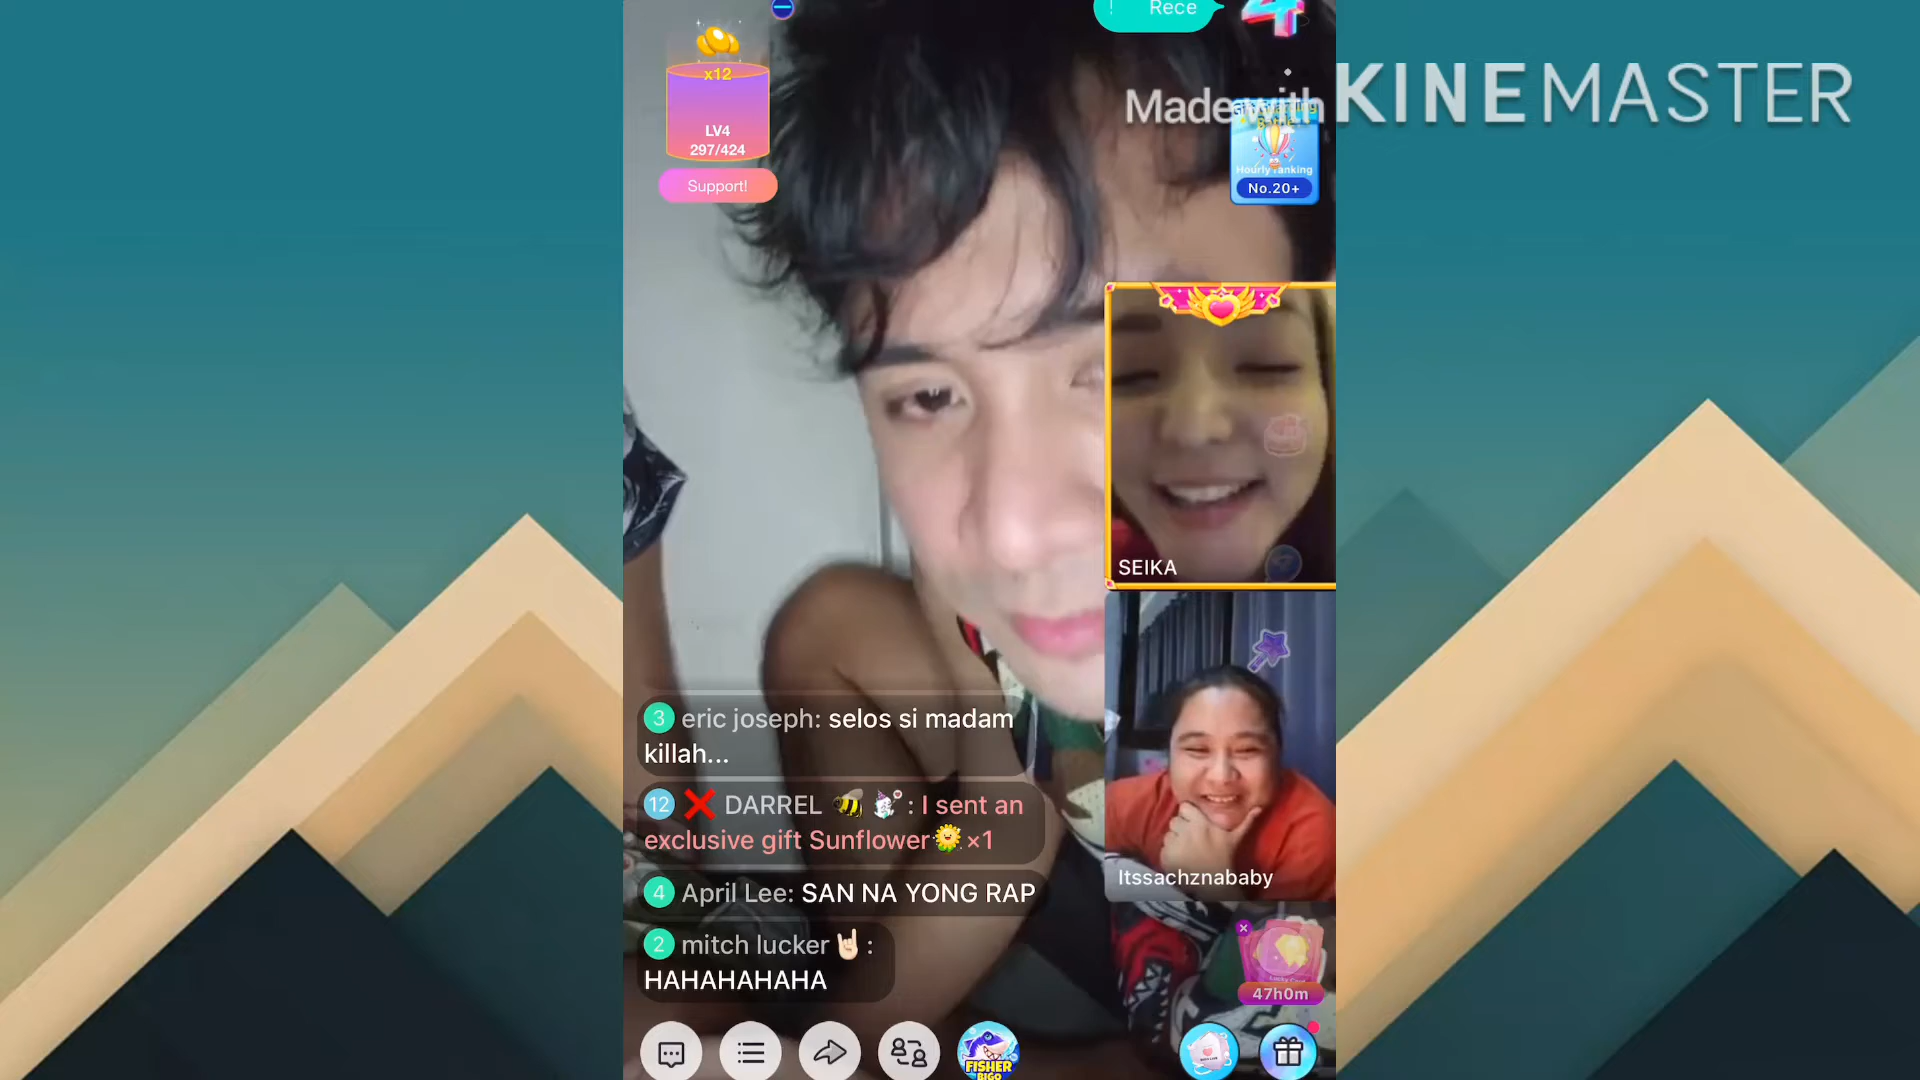 Rece
x12
LV4
297/424
Support!
Made with KINEMASTER
Hourly ranking
No.20+
SEIKA
3 eric joseph: selos si madam
killah...
12 ❌ DARREL 🐝 : I sent an
exclusive gift Sunflower🌻×1
4 April Lee: SAN NA YONG RAP
2 mitch lucker🤘🏻:
HAHAHAHAHA
Itssachznababy
47h0m
FISHER
BIGO